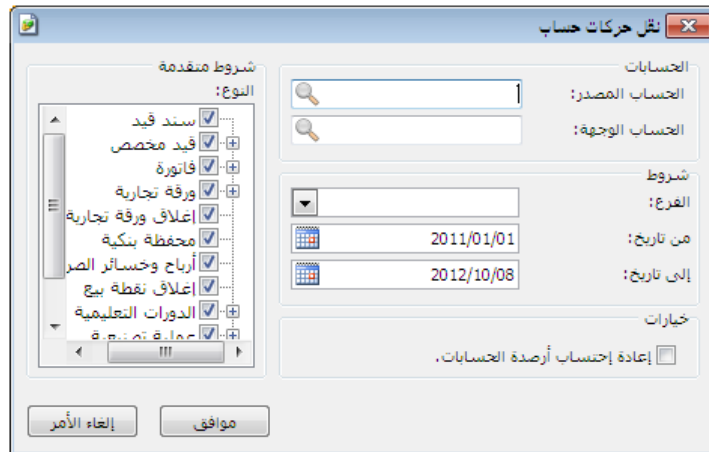 نقل حركات حساب
الحسابات
الحساب المصدر:
الحساب الوجهة:
شروط
الفرع:
من تاريخ: 2011/01/01
إلى تاريخ: 2012/10/08
خيارات
إعادة إحتساب أرصدة الحسابات.
شروط متقدمة
النوع:
سند قيد
قيد مخصص
فاتورة
ورقة تجارية
إغلاق ورقة تجارية
محفظة بنكية
أرباح وخسائر الصر
إغلاق نقطة بيع
الدورات التعليمية
عملية تصنيعية
موافق
إلغاء الأمر